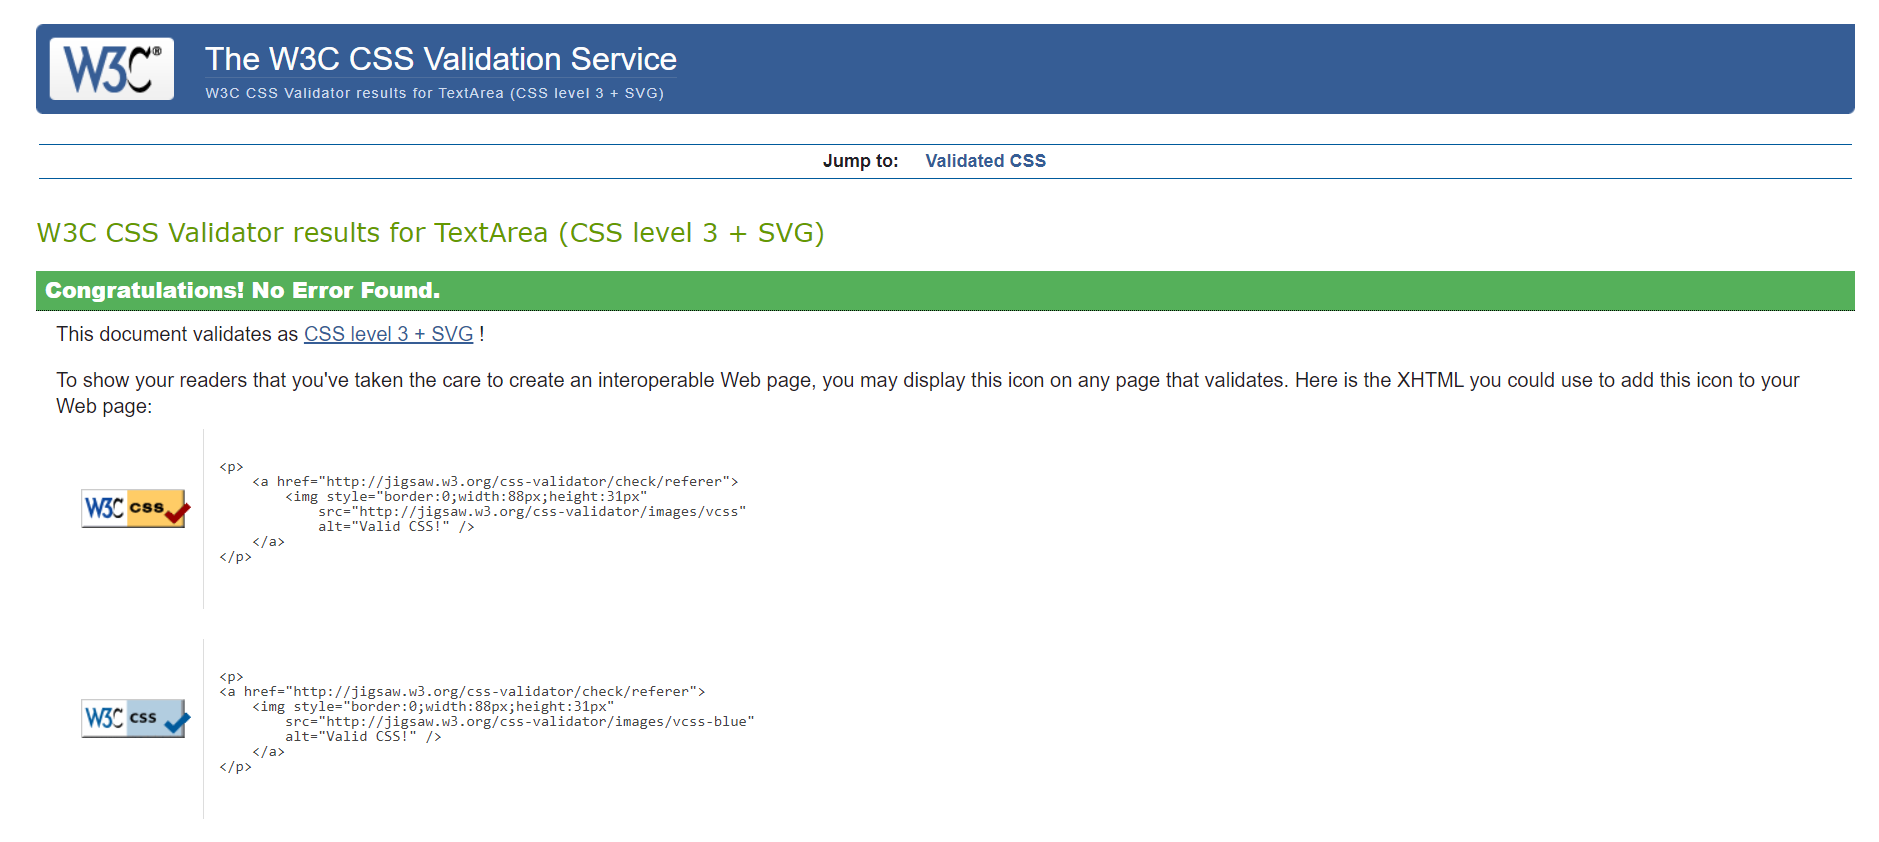 W3C®
The W3C CSS Validation Service
W3C CSS Validator results for TextArea (CSS level 3 + SVG)
Jump to: Validated CSS
W3C CSS Validator results for TextArea (CSS level 3 + SVG)
Congratulations! No Error Found.
This document validates as CSS level 3 + SVG !
To show your readers that you've taken the care to create an interoperable Web page, you may display this icon on any page that validates. Here is the XHTML you could use to add this icon to your
Web page:
W3C css
<p>
    <a href="http://jigsaw.w3.org/css-validator/check/referer">
        <img style="border:0;width:88px;height:31px"
            src="http://jigsaw.w3.org/css-validator/images/vcss"
            alt="Valid CSS!" />
    </a>
</p>
W3C css
<p>
<a href="http://jigsaw.w3.org/css-validator/check/referer">
    <img style="border:0;width:88px;height:31px"
        src="http://jigsaw.w3.org/css-validator/images/vcss-blue"
        alt="Valid CSS!" />
    </a>
</p>